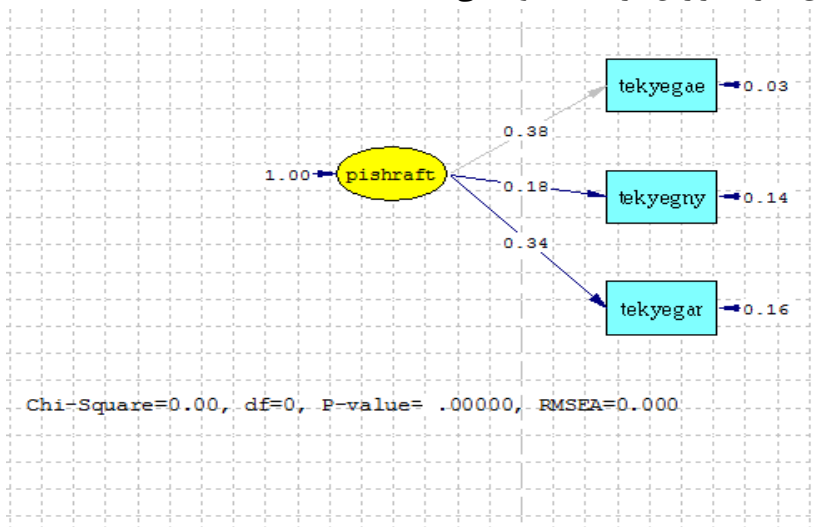 tekyegae
0.03
0.38
1.00
pishraft
0.18
tekyegny
0.14
0.34
tekyegar
0.16
Chi-Square=0.00, df=0, P-value= .00000, RMSEA=0.000